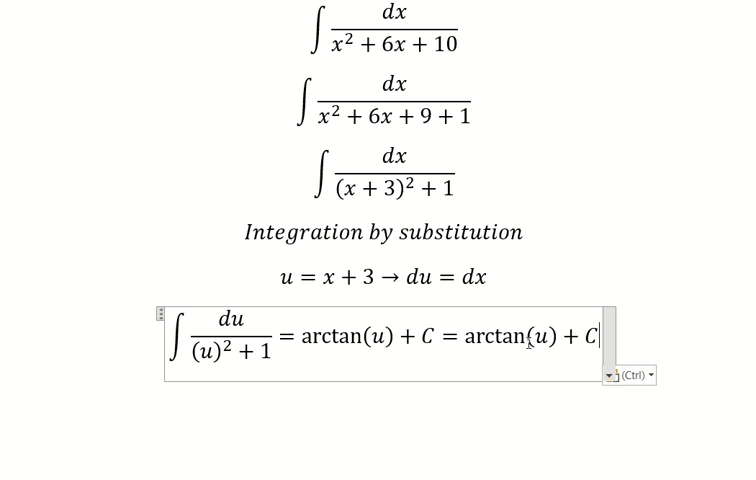 ∫ dx / (x² + 6x + 10)
∫ dx / (x² + 6x + 9 + 1)
∫ dx / ((x + 3)² + 1)
Integration by substitution
u = x + 3 → du = dx
∫ du / ((u)² + 1) = arctan(u) + C = arctan(u) + C
(Ctrl)